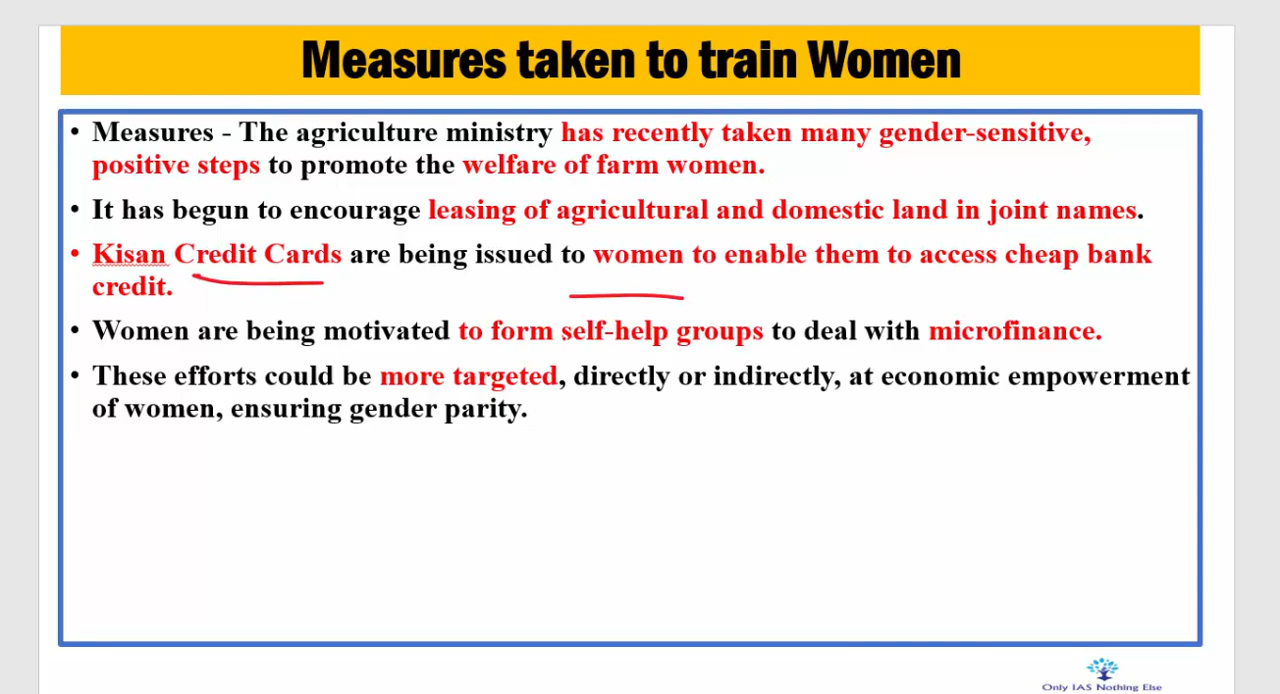 Measures taken to train Women
• Measures - The agriculture ministry has recently taken many gender-sensitive,
positive steps to promote the welfare of farm women.
• It has begun to encourage leasing of agricultural and domestic land in joint names.
• Kisan Credit Cards are being issued to women to enable them to access cheap bank
credit.
• Women are being motivated to form self-help groups to deal with microfinance.
• These efforts could be more targeted, directly or indirectly, at economic empowerment
of women, ensuring gender parity.
Only IAS Nothing Else